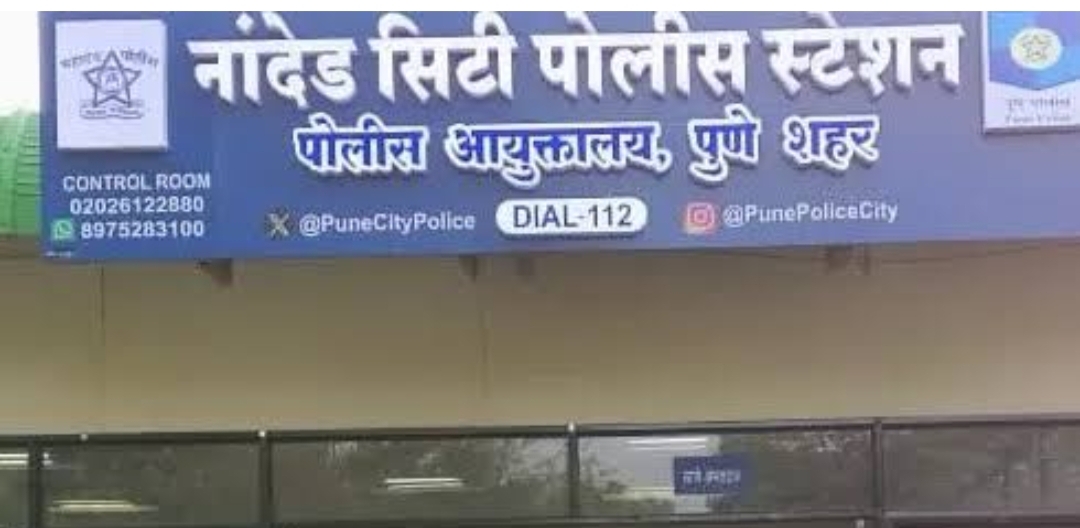 नांदेड सिटी पोलीस स्टेशन
पोलीस आयुक्तालय, पुणे शहर
CONTROL ROOM
02026122880
8975283100
@PuneCityPolice DIAL-112 @PunePoliceCity